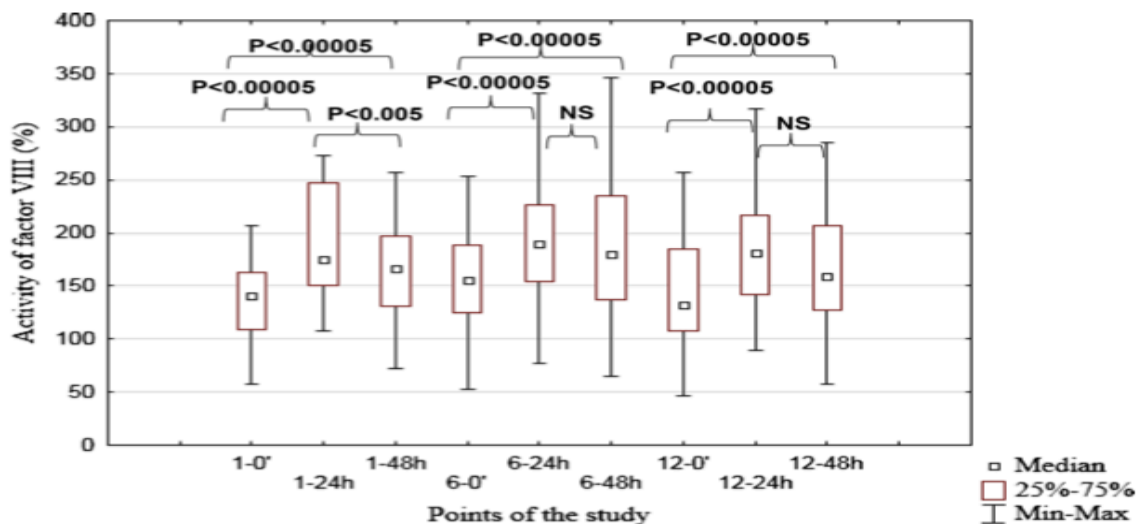 400
P<0.00005 P<0.00005 P<0.00005
350
P<0.00005 P<0.00005 P<0.00005
300
P<0.005 NS NS
250
200
150
100
50
0
Activity of factor VIII (%)
1-0' 1-48h 6-24h 12-0' 12-48h
1-24h 6-0' 6-48h 12-24h
Points of the study
Median
25%-75%
Min-Max